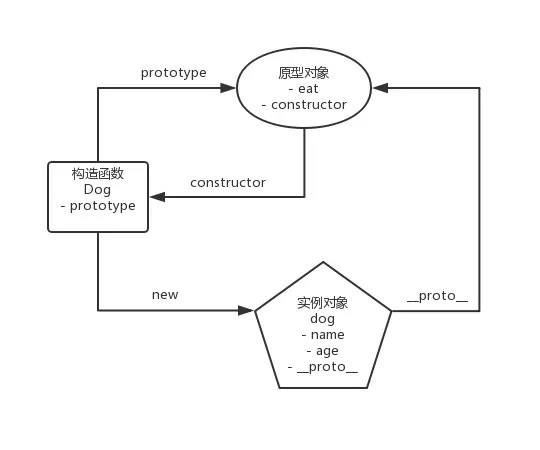 prototype
原型对象
- eat
- constructor
构造函数
Dog
- prototype
constructor
new
实例对象
dog
- name
- age
- __proto__
__proto__